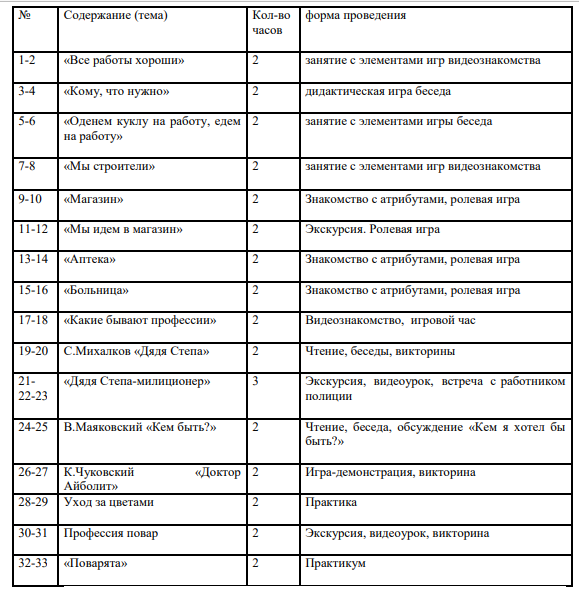 № Содержание (тема) Кол-во часов форма проведения
1-2 «Все работы хороши» 2 занятие с элементами игр видеознакомства
3-4 «Кому, что нужно» 2 дидактическая игра беседа
5-6 «Оденем куклу на работу, едем 2 занятие с элементами игры беседа
на работу»
7-8 «Мы строители» 2 занятие с элементами игр видеознакомства
9-10 «Магазин» 2 Знакомство с атрибутами, ролевая игра
11-12 «Мы идем в магазин» 2 Экскурсия. Ролевая игра
13-14 «Аптека» 2 Знакомство с атрибутами, ролевая игра
15-16 «Больница» 2 Знакомство с атрибутами, ролевая игра
17-18 «Какие бывают профессии» 2 Видеознакомство, игровой час
19-20 С.Михалков «Дядя Степа» 2 Чтение, беседы, викторины
21- «Дядя Степа-милиционер» 3 Экскурсия, видеоурок, встреча с работником
22-23 полиции
24-25 В.Маяковский «Кем быть?» 2 Чтение, беседа, обсуждение «Кем я хотел бы
быть?»
26-27 К.Чуковский «Доктор 2 Игра-демонстрация, викторина
Айболит»
28-29 Уход за цветами 2 Практика
30-31 Профессия повар 2 Экскурсия, видеоурок, викторина
32-33 «Поварята» 2 Практикум